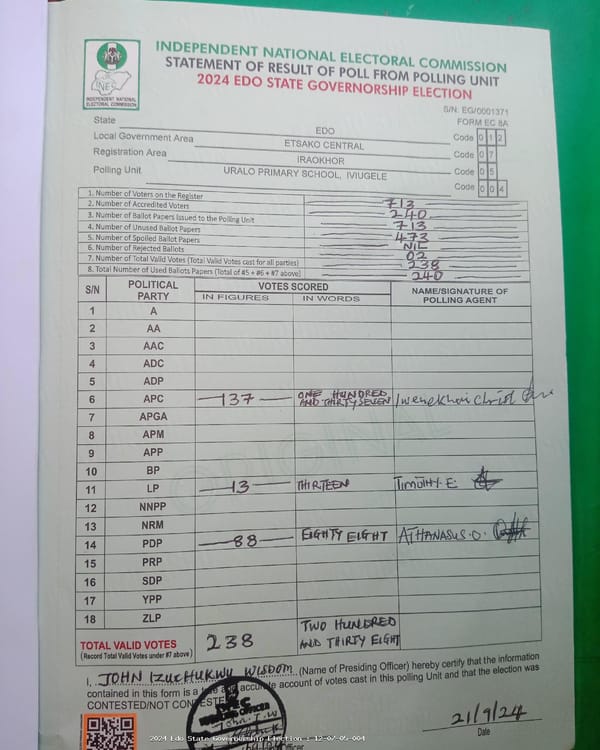 INDEPENDENT NATIONAL ELECTORAL COMMISSION
STATEMENT OF RESULT OF POLL FROM POLLING UNIT
2024 EDO STATE GOVERNORSHIP ELECTION
INEC
INDEPENDENT NATIONAL
ELECTORAL COMMISSION
S/N: EG/0001371
FORM EC 8A
State EDO Code 0 1 2
Local Government Area ETSAKO CENTRAL Code 0 7
Registration Area IRAOKHOR Code 0 5
Polling Unit URALO PRIMARY SCHOOL, IVIUGELE Code 0 0 4
1. Number of Voters on the Register 713
2. Number of Accredited Voters 240
3. Number of Ballot Papers Issued to the Polling Unit 713
4. Number of Unused Ballot Papers 473
5. Number of Spoiled Ballot Papers NIL
6. Number of Rejected Ballots 02
7. Number of Total Valid Votes (Total Valid Votes cast for all parties) 238
8. Total Number of Used Ballots Papers (Total of #5 + #6 + #7 above) 240
S/N POLITICAL PARTY VOTES SCORED NAME/SIGNATURE OF POLLING AGENT
IN FIGURES IN WORDS
1 A
2 AA
3 AAC
4 ADC
5 ADP
6 APC 137 ONE HUNDRED AND THIRTY SEVEN
7 APGA
8 APM
9 APP
10 BP
11 LP 13 THIRTEEN TIMOTHY. E
12 NNPP
13 NRM
14 PDP 88 EIGHTY EIGHT ATHANASUS. O.
15 PRP
16 SDP
17 YPP
18 ZLP
TOTAL VALID VOTES 238 TWO HUNDRED AND THIRTY EIGHT
(Record Total Valid Votes under #7 above)
I, JOHN IZUCHUKWU WISDOM (Name of Presiding Officer) hereby certify that the information
contained in this form is a true and accurate account of votes cast in this polling Unit and that the election was
CONTESTED/NOT CONTESTED
21/9/24
Date
2024 Edo State Governorship Election : 12-07-05-004